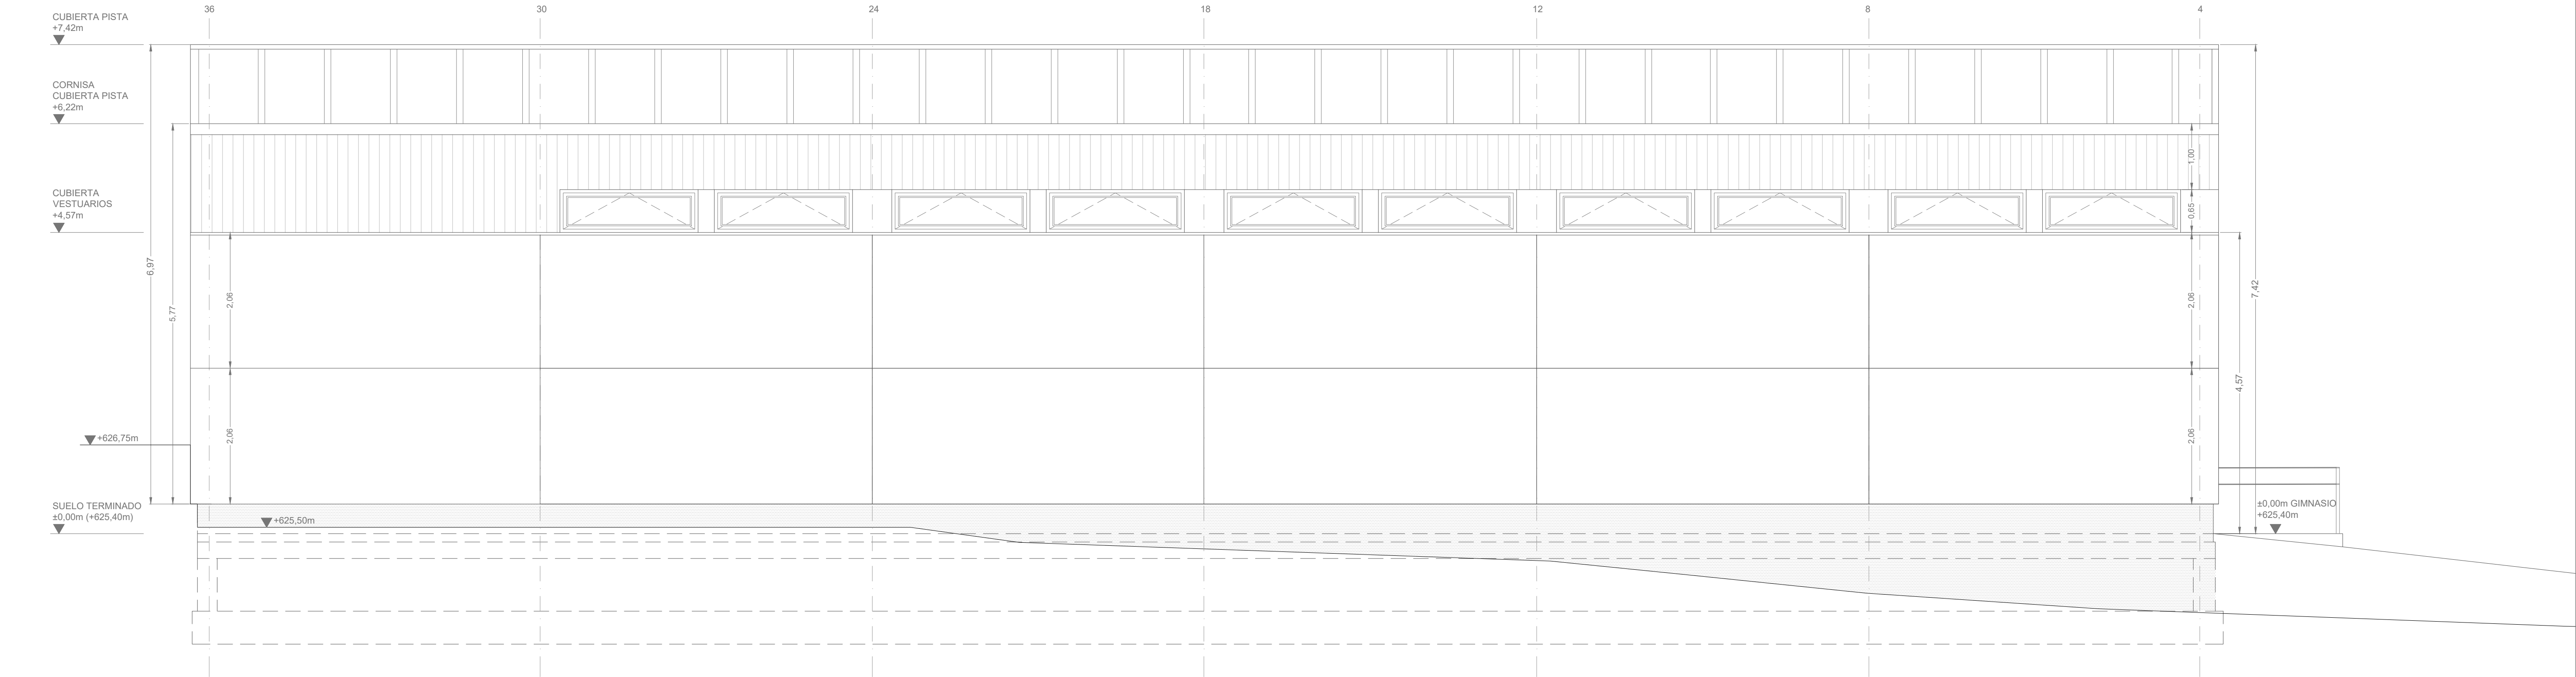 36
30
24
18
12
8
4
CUBIERTA PISTA
+7,42m
CORNISA
CUBIERTA PISTA
+6,22m
1,00
CUBIERTA
VESTUARIOS
+4,57m
0,65
6,97
5,77
2,06
2,06
7,42
4,57
2,06
2,06
+626,75m
SUELO TERMINADO
±0,00m (+625,40m)
+625,50m
±0,00m GIMNASIO
+625,40m